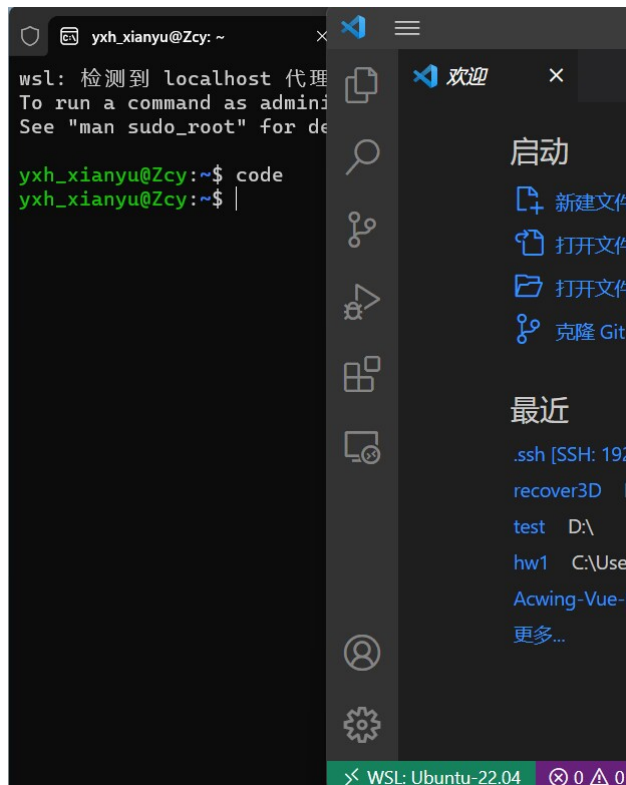 yxh_xianyu@Zcy: ~
wsl: 检测到 localhost 代理
To run a command as admini
See "man sudo_root" for de
yxh_xianyu@Zcy:~$ code
yxh_xianyu@Zcy:~$
欢迎
启动
新建文件
打开文件
打开文件
克隆 Git
最近
.ssh [SSH: 192
recover3D
test D:\
hw1 C:\Use
Acwing-Vue-
更多...
WSL: Ubuntu-22.04 0 0